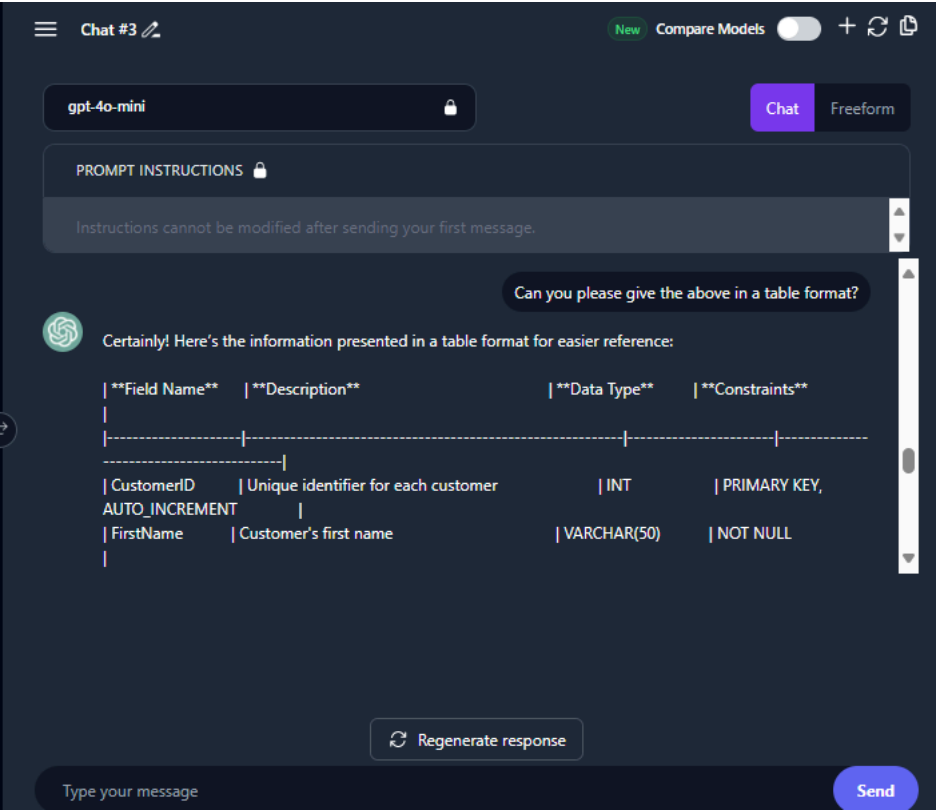 Chat #3
New Compare Models
gpt-4o-mini
Chat Freeform
PROMPT INSTRUCTIONS
Instructions cannot be modified after sending your first message.
Can you please give the above in a table format?
Certainly! Here's the information presented in a table format for easier reference:
| **Field Name** | **Description** | **Data Type** | **Constraints**
|
|---------------------|-----------------------------------------------------------|-----------------------|--------------
----------------------------|
| CustomerID | Unique identifier for each customer | INT | PRIMARY KEY,
AUTO_INCREMENT |
| FirstName | Customer's first name | VARCHAR(50) | NOT NULL
|
Regenerate response
Type your message
Send